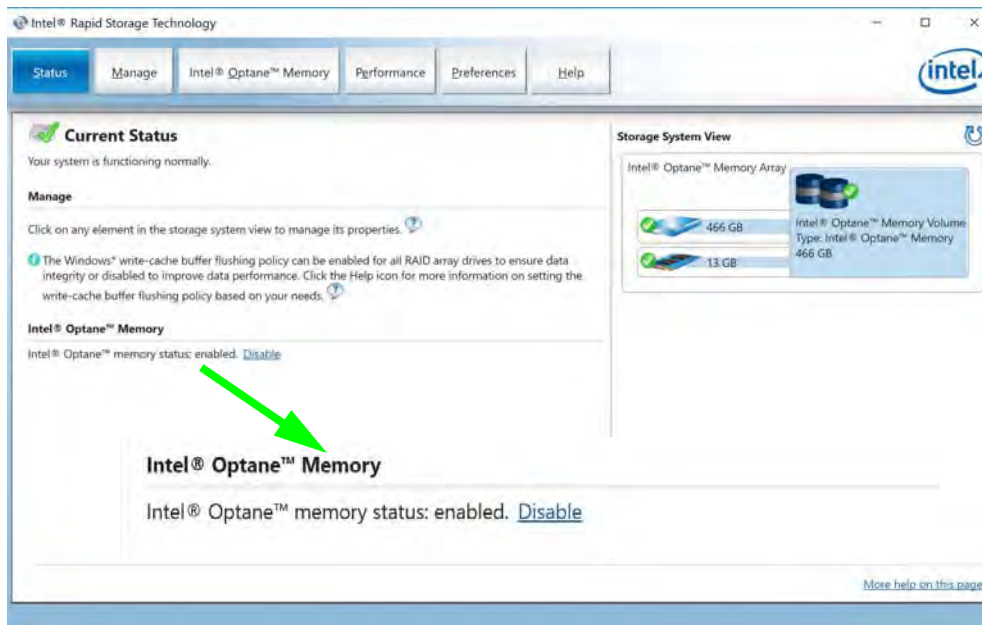 Intel® Rapid Storage Technology
Status
Manage
Intel® Optane™ Memory
Performance
Preferences
Help
intel
Current Status
Your system is functioning normally.
Manage
Click on any element in the storage system view to manage its properties.
The Windows* write-cache buffer flushing policy can be enabled for all RAID array drives to ensure data
integrity or disabled to improve data performance. Click the Help icon for more information on setting the
write-cache buffer flushing policy based on your needs.
Intel® Optane™ Memory
Intel® Optane™ memory status: enabled. Disable
Storage System View
Intel® Optane™ Memory Array
466 GB
13 GB
Intel® Optane™ Memory Volume
Type: Intel® Optane™ Memory
466 GB
Intel® Optane™ Memory
Intel® Optane™ memory status: enabled. Disable
More help on this page